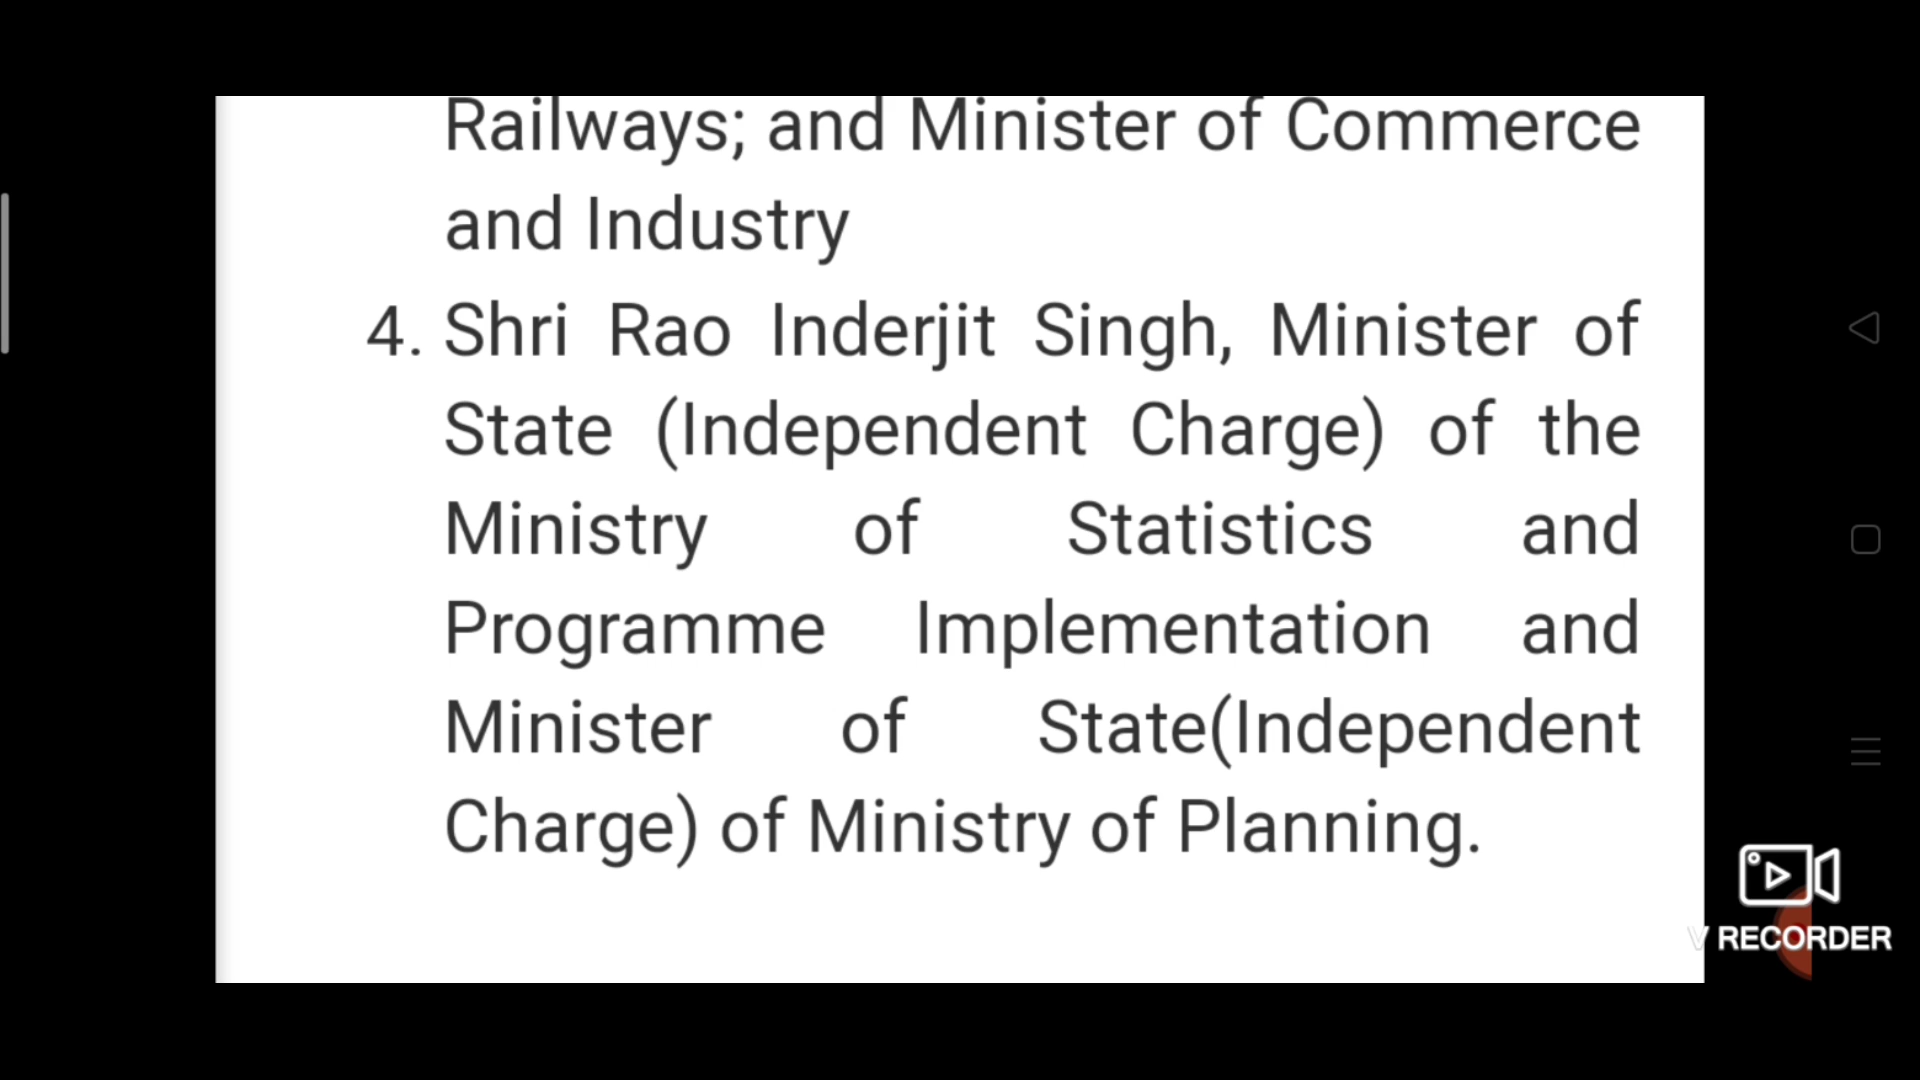 Railways; and Minister of Commerce
and Industry
4. Shri Rao Inderjit Singh, Minister of
State (Independent Charge) of the
Ministry of Statistics and
Programme Implementation and
Minister of State(Independent
Charge) of Ministry of Planning.
V RECORDER